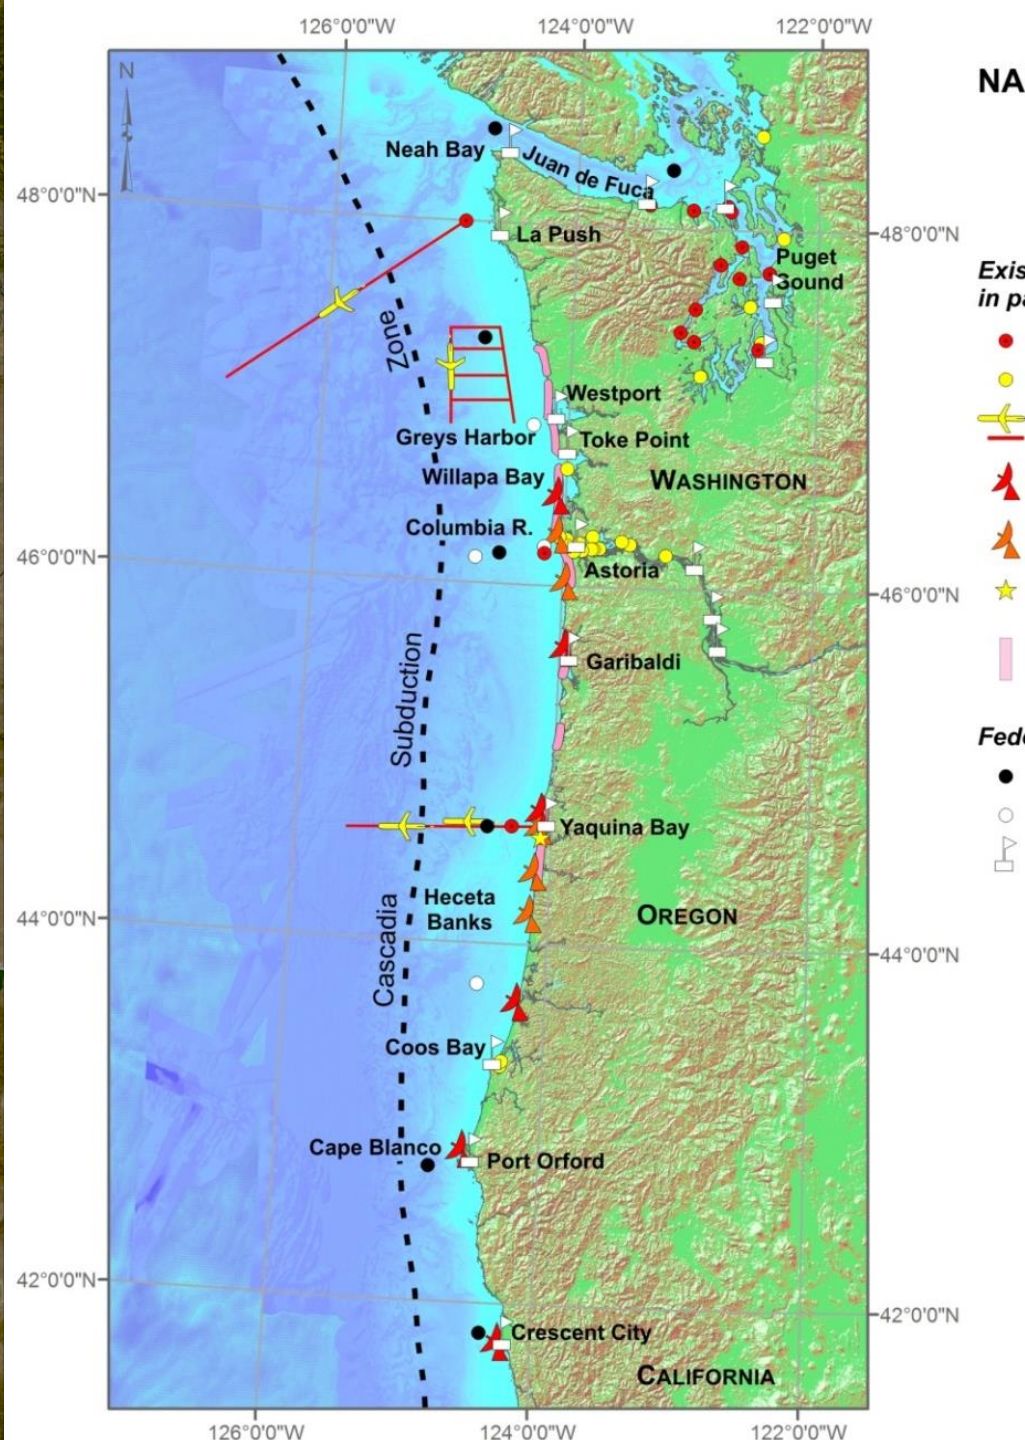 126°0'0"W
124°0'0"W
122°0'0"W
N
NA
Neah Bay
Juan de Fuca
48°0'0"N
La Push
48°0'0"N
Puget
Sound
Exis
in pa
Zone
Westport
Greys Harbor
Toke Point
Willapa Bay
WASHINGTON
Columbia R.
46°0'0"N
Astoria
46°0'0"N
Subduction
Garibaldi
Fede
Yaquina Bay
Heceta
Banks
44°0'0"N
OREGON
Cascadia
44°0'0"N
Coos Bay
Cape Blanco
Port Orford
42°0'0"N
42°0'0"N
Crescent City
CALIFORNIA
126°0'0"W
124°0'0"W
122°0'0"W